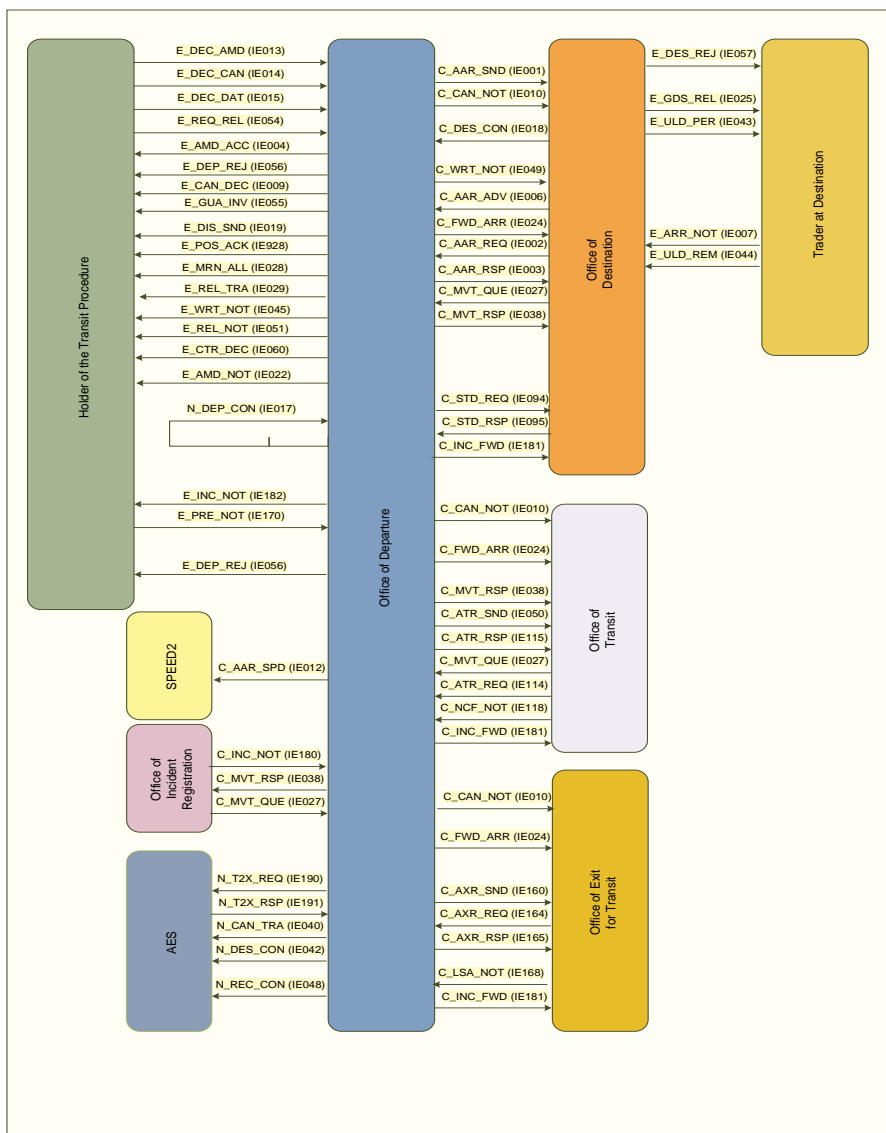 Holder of the Transit Procedure
E_DEC_AMD (IE013)
E_DEC_CAN (IE014)
E_DEC_DAT (IE015)
E_REQ_REL (IE054)
E_AMD_ACC (IE004)
E_DEP_REJ (IE056)
E_CAN_DEC (IE009)
E_GUA_INV (IE055)
E_DIS_SND (IE019)
E_POS_ACK (IE928)
E_MRN_ALL (IE028)
E_REL_TRA (IE029)
E_WRT_NOT (IE045)
E_REL_NOT (IE051)
E_CTR_DEC (IE060)
E_AMD_NOT (IE022)
N_DEP_CON (IE017)
E_INC_NOT (IE182)
E_PRE_NOT (IE170)
E_DEP_REJ (IE056)
SPEED2
C_AAR_SPD (IE012)
Office of
Incident
Registration
C_INC_NOT (IE180)
C_MVT_RSP (IE038)
C_MVT_QUE (IE027)
AES
N_T2X_REQ (IE190)
N_T2X_RSP (IE191)
N_CAN_TRA (IE040)
N_DES_CON (IE042)
N_REC_CON (IE048)
Office of Departure
C_AAR_SND (IE001)
C_CAN_NOT (IE010)
C_DES_CON (IE018)
C_WRT_NOT (IE049)
C_AAR_ADV (IE006)
C_FWD_ARR (IE024)
C_AAR_REQ (IE002)
C_AAR_RSP (IE003)
C_MVT_QUE (IE027)
C_MVT_RSP (IE038)
C_STD_REQ (IE094)
C_STD_RSP (IE095)
C_INC_FWD (IE181)
Office of
Destination
E_DES_REJ (IE057)
E_GDS_REL (IE025)
E_ULD_PER (IE043)
E_ARR_NOT (IE007)
E_ULD_REM (IE044)
Trader at Destination
C_CAN_NOT (IE010)
C_FWD_ARR (IE024)
C_MVT_RSP (IE038)
C_ATR_SND (IE050)
C_ATR_RSP (IE115)
C_MVT_QUE (IE027)
C_ATR_REQ (IE114)
C_NCF_NOT (IE118)
C_INC_FWD (IE181)
Office of
Transit
C_CAN_NOT (IE010)
C_FWD_ARR (IE024)
C_AXR_SND (IE160)
C_AXR_REQ (IE164)
C_AXR_RSP (IE165)
C_LSA_NOT (IE168)
C_INC_FWD (IE181)
Office of Exit
for Transit